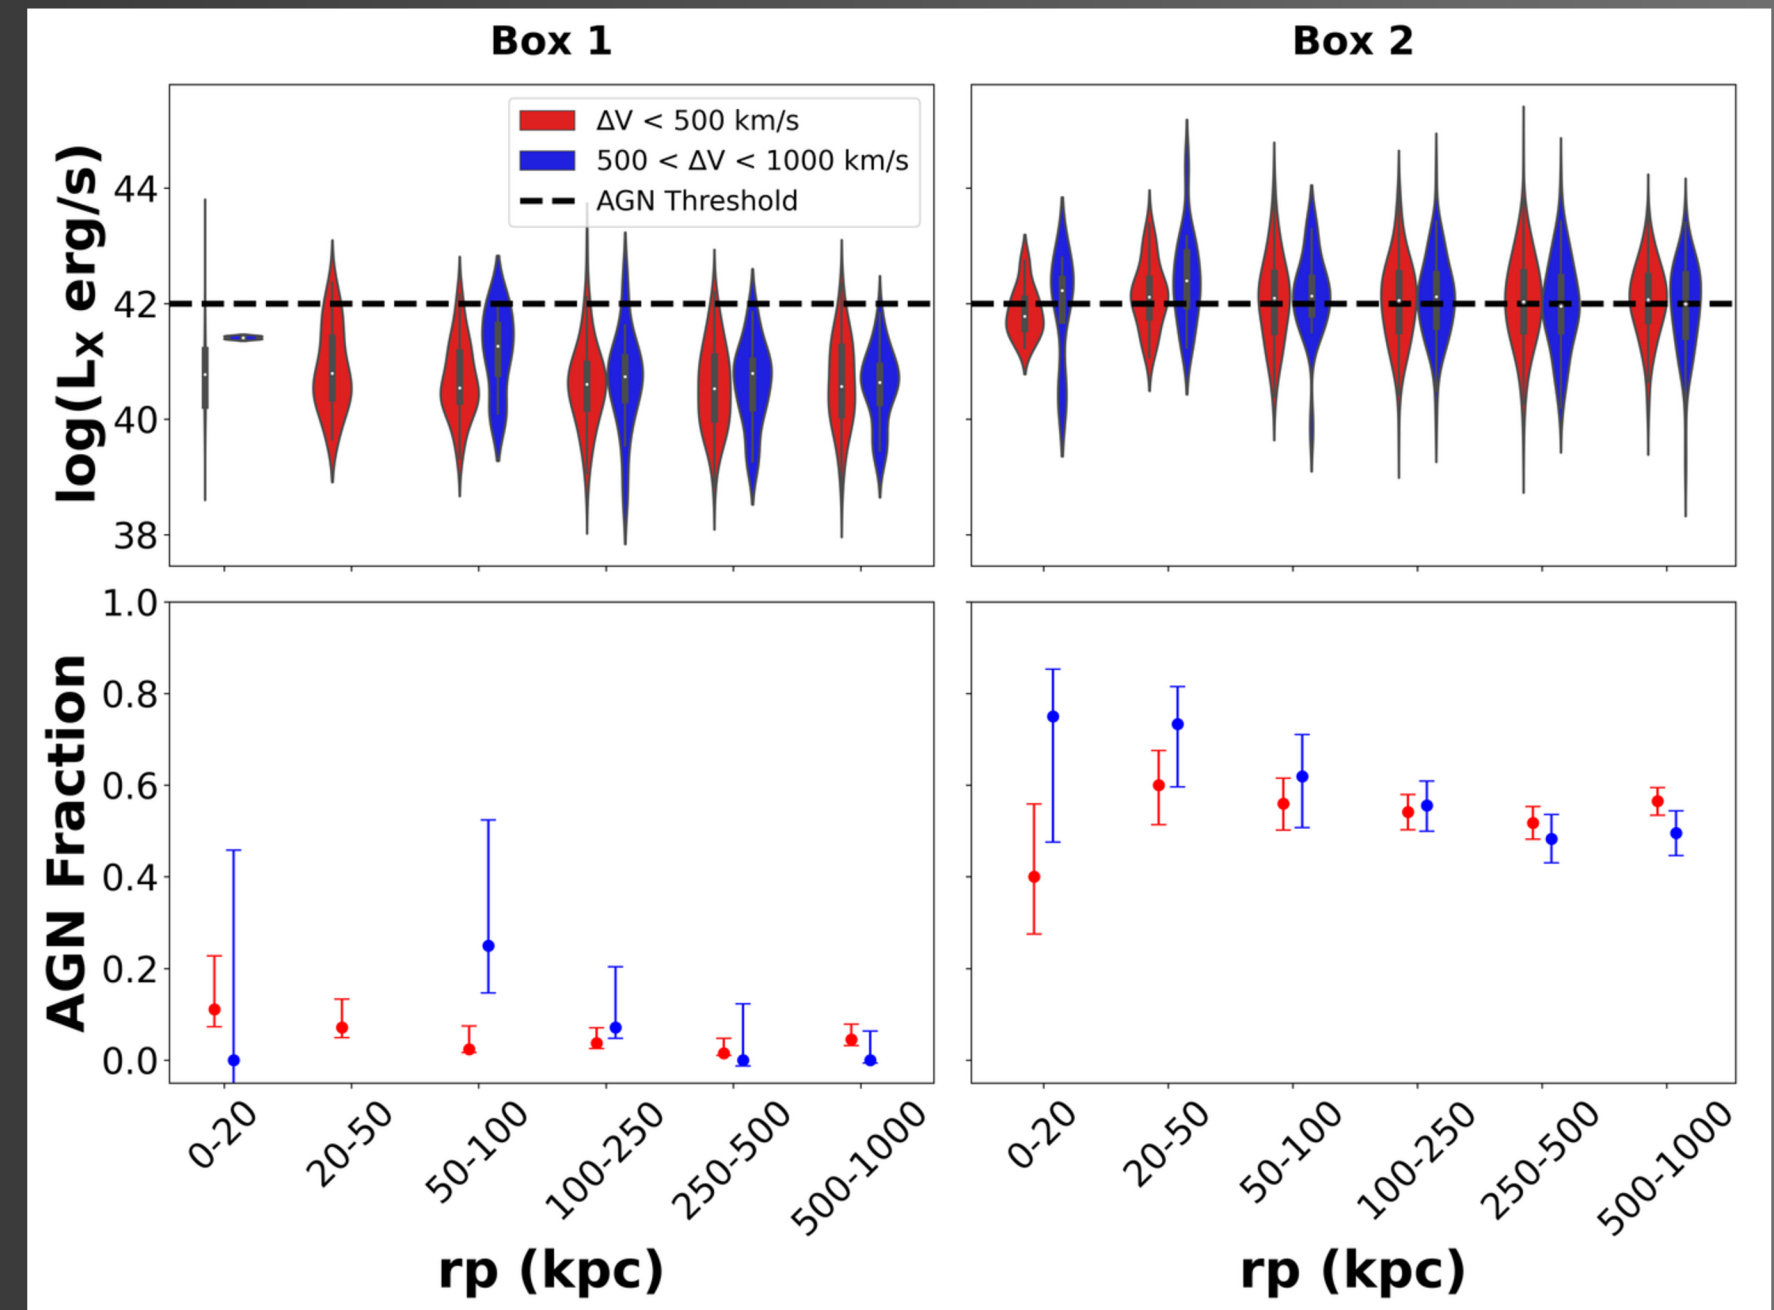 Box 1
Box 2
ΔV < 500 km/s
500 < ΔV < 1000 km/s
AGN Threshold
log(Lx erg/s)
44
42
40
38
AGN Fraction
1.0
0.8
0.6
0.4
0.2
0.0
0-20
20-50
50-100
100-250
250-500
500-1000
0-20
20-50
50-100
100-250
250-500
500-1000
rp (kpc)
rp (kpc)